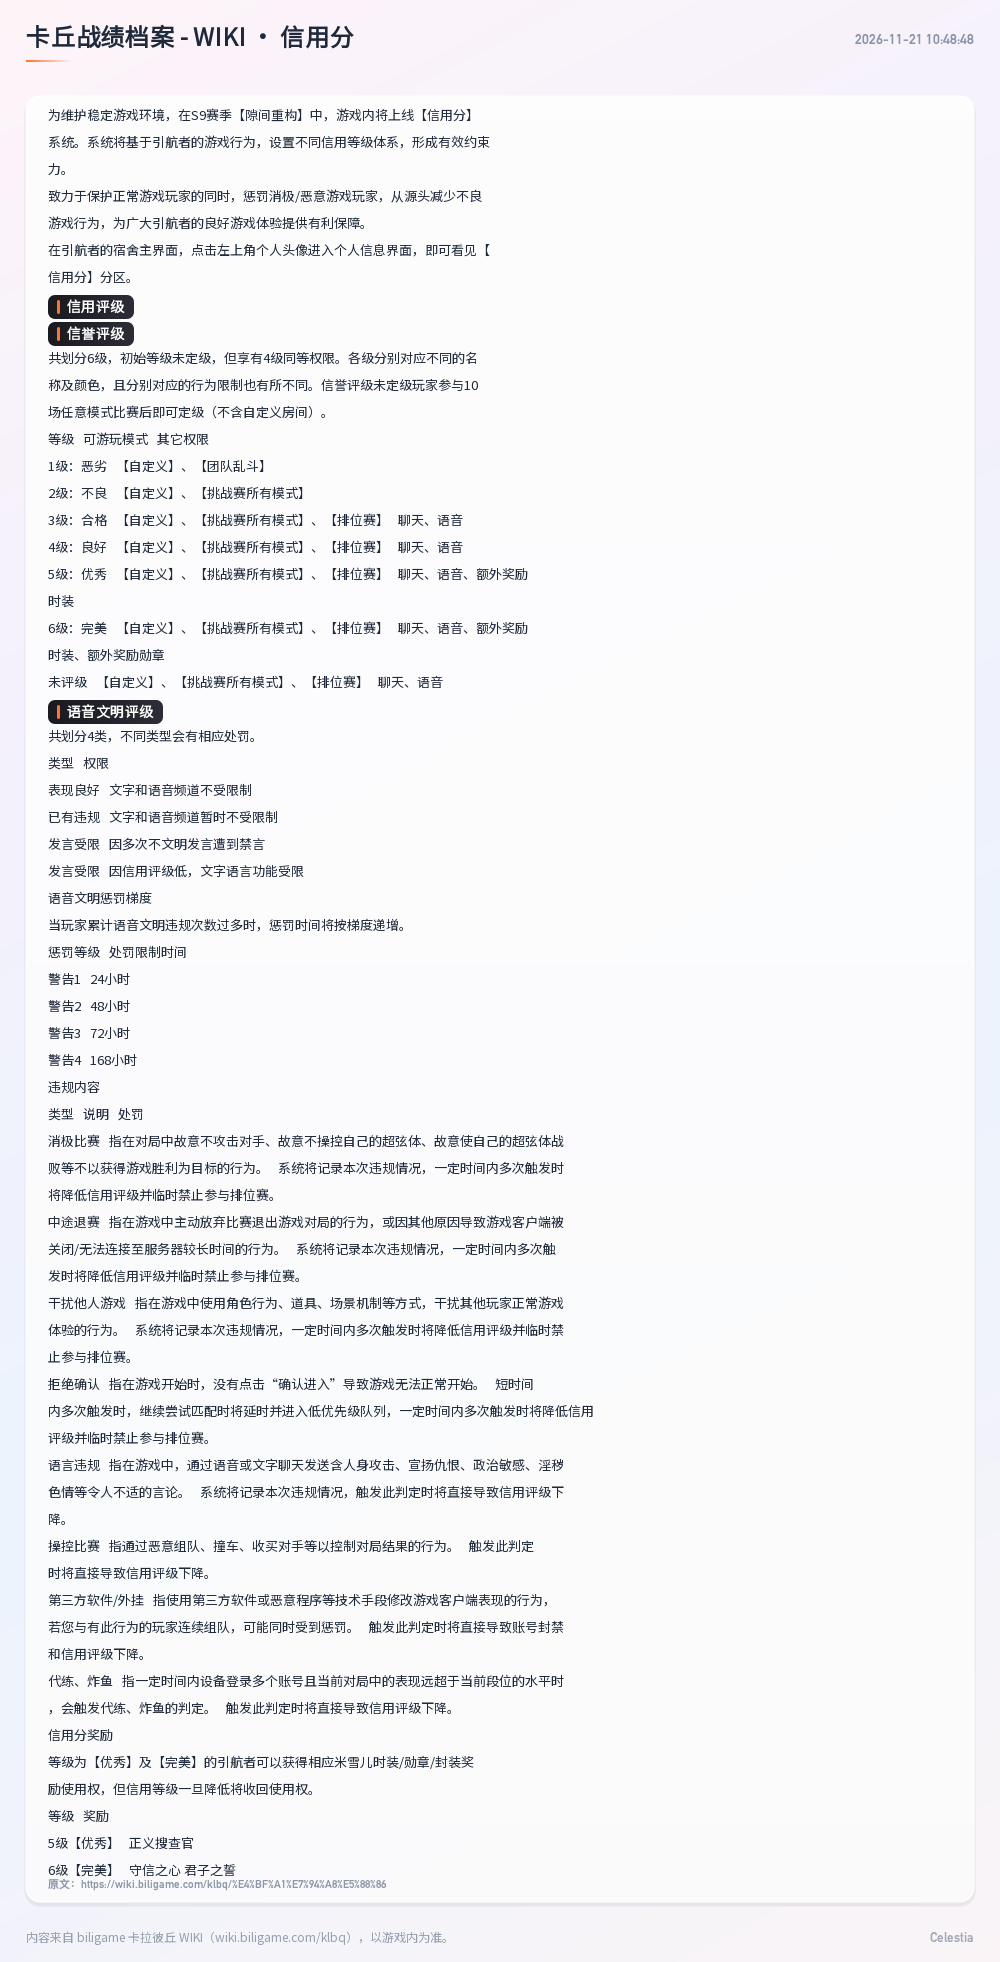 卡丘战绩档案 - WIKI · 信用分
2026-11-21 10:48:48
为维护稳定游戏环境，在S9赛季【隙间重构】中，游戏内将上线【信用分】
系统。系统将基于引航者的游戏行为，设置不同信用等级体系，形成有效约束
力。
致力于保护正常游戏玩家的同时，惩罚消极/恶意游戏玩家，从源头减少不良
游戏行为，为广大引航者的良好游戏体验提供有利保障。
在引航者的宿舍主界面，点击左上角个人头像进入个人信息界面，即可看见【
信用分】分区。
信用评级
信誉评级
共划分6级，初始等级未定级，但享有4级同等权限。各级分别对应不同的名
称及颜色，且分别对应的行为限制也有所不同。信誉评级未定级玩家参与10
场任意模式比赛后即可定级（不含自定义房间）。
等级 可游玩模式 其它权限
1级：恶劣 【自定义】、【团队乱斗】
2级：不良 【自定义】、【挑战赛所有模式】
3级：合格 【自定义】、【挑战赛所有模式】、【排位赛】 聊天、语音
4级：良好 【自定义】、【挑战赛所有模式】、【排位赛】 聊天、语音
5级：优秀 【自定义】、【挑战赛所有模式】、【排位赛】 聊天、语音、额外奖励
时装
6级：完美 【自定义】、【挑战赛所有模式】、【排位赛】 聊天、语音、额外奖励
时装、额外奖励勋章
未评级 【自定义】、【挑战赛所有模式】、【排位赛】 聊天、语音
语音文明评级
共划分4类，不同类型会有相应处罚。
类型 权限
表现良好 文字和语音频道不受限制
已有违规 文字和语音频道暂时不受限制
发言受限 因多次不文明发言遭到禁言
发言受限 因信用评级低，文字语言功能受限
语音文明惩罚梯度
当玩家累计语音文明违规次数过多时，惩罚时间将按梯度递增。
惩罚等级 处罚限制时间
警告1 24小时
警告2 48小时
警告3 72小时
警告4 168小时
违规内容
类型 说明 处罚
消极比赛 指在对局中故意不攻击对手、故意不操控自己的超弦体、故意使自己的超弦体战
败等不以获得游戏胜利为目标的行为。 系统将记录本次违规情况，一定时间内多次触发时
将降低信用评级并临时禁止参与排位赛。
中途退赛 指在游戏中主动放弃比赛退出游戏对局的行为，或因其他原因导致游戏客户端被
关闭/无法连接至服务器较长时间的行为。 系统将记录本次违规情况，一定时间内多次触
发时将降低信用评级并临时禁止参与排位赛。
干扰他人游戏 指在游戏中使用角色行为、道具、场景机制等方式，干扰其他玩家正常游戏
体验的行为。 系统将记录本次违规情况，一定时间内多次触发时将降低信用评级并临时禁
止参与排位赛。
拒绝确认 指在游戏开始时，没有点击“确认进入”导致游戏无法正常开始。 短时间
内多次触发时，继续尝试匹配时将延时并进入低优先级队列，一定时间内多次触发时将降低信用
评级并临时禁止参与排位赛。
语言违规 指在游戏中，通过语音或文字聊天发送含人身攻击、宣扬仇恨、政治敏感、淫秽
色情等令人不适的言论。 系统将记录本次违规情况，触发此判定时将直接导致信用评级下
降。
操控比赛 指通过恶意组队、撞车、收买对手等以控制对局结果的行为。 触发此判定
时将直接导致信用评级下降。
第三方软件/外挂 指使用第三方软件或恶意程序等技术手段修改游戏客户端表现的行为，
若您与有此行为的玩家连续组队，可能同时受到惩罚。 触发此判定时将直接导致账号封禁
和信用评级下降。
代练、炸鱼 指一定时间内设备登录多个账号且当前对局中的表现远超于当前段位的水平时
，会触发代练、炸鱼的判定。 触发此判定时将直接导致信用评级下降。
信用分奖励
等级为【优秀】及【完美】的引航者可以获得相应米雪儿时装/勋章/封装奖
励使用权，但信用等级一旦降低将收回使用权。
等级 奖励
5级【优秀】 正义搜查官
6级【完美】 守信之心 君子之誓
原文：https://wiki.biligame.com/klbq/%E4%BF%A1%E7%94%A8%E5%88%86
内容来自 biligame 卡拉彼丘 WIKI（wiki.biligame.com/klbq），以游戏内为准。
Celestia